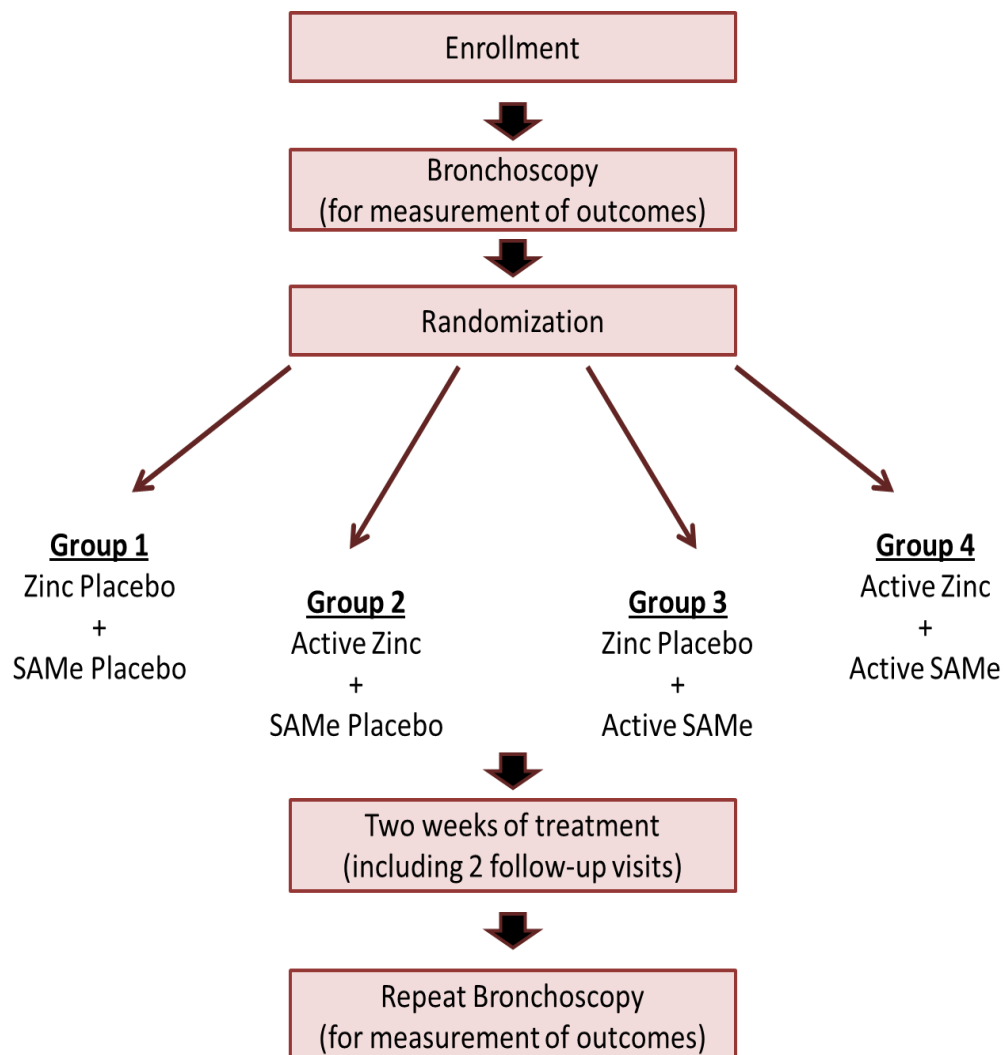 Enrollment
Bronchoscopy
(for measurement of outcomes)
Randomization
Group 1
Zinc Placebo
+
SAMe Placebo
Group 2
Active Zinc
+
SAMe Placebo
Group 3
Zinc Placebo
+
Active SAMe
Group 4
Active Zinc
+
Active SAMe
Two weeks of treatment
(including 2 follow-up visits)
Repeat Bronchoscopy
(for measurement of outcomes)